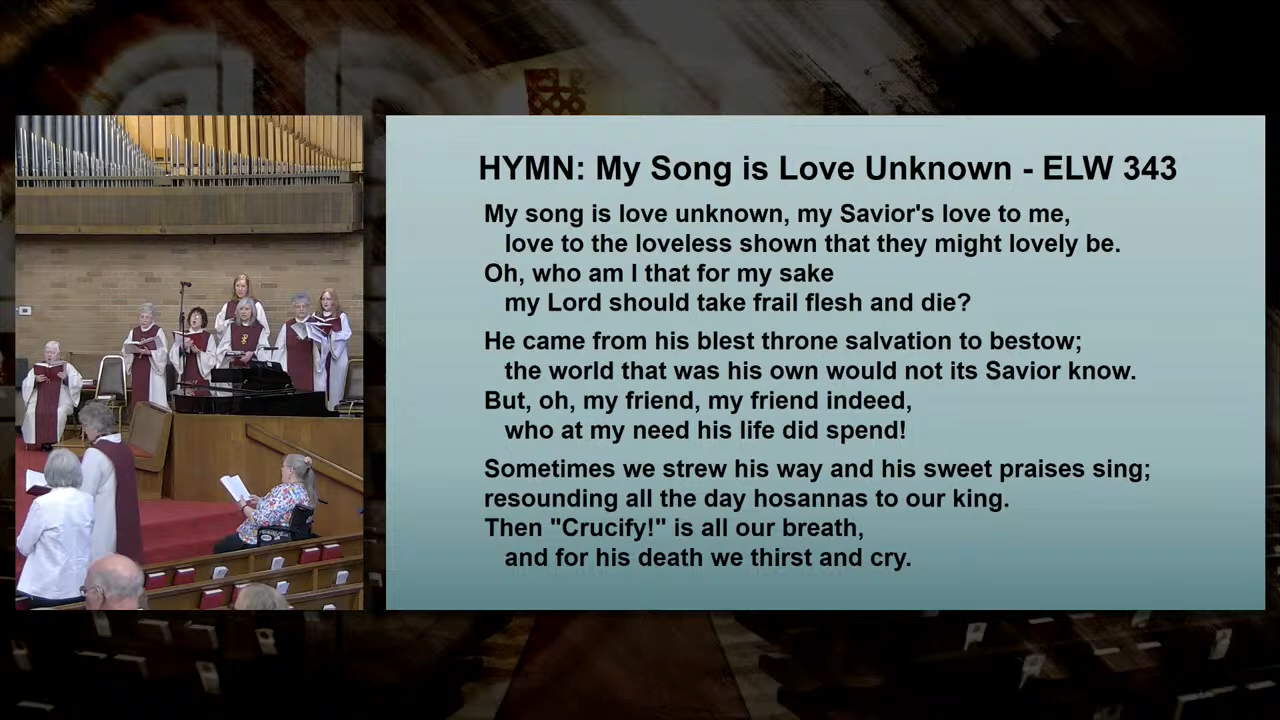 HYMN: My Song is Love Unknown - ELW 343
My song is love unknown, my Savior's love to me,
love to the loveless shown that they might lovely be.
Oh, who am I that for my sake
my Lord should take frail flesh and die?
He came from his blest throne salvation to bestow;
the world that was his own would not its Savior know.
But, oh, my friend, my friend indeed,
who at my need his life did spend!
Sometimes we strew his way and his sweet praises sing;
resounding all the day hosannas to our king.
Then "Crucify!" is all our breath,
and for his death we thirst and cry.